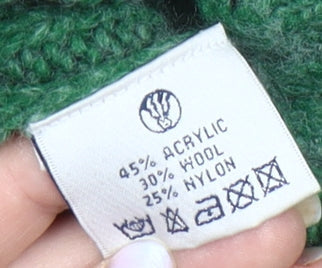 45% ACRYLIC
30% WOOL
25% NYLON